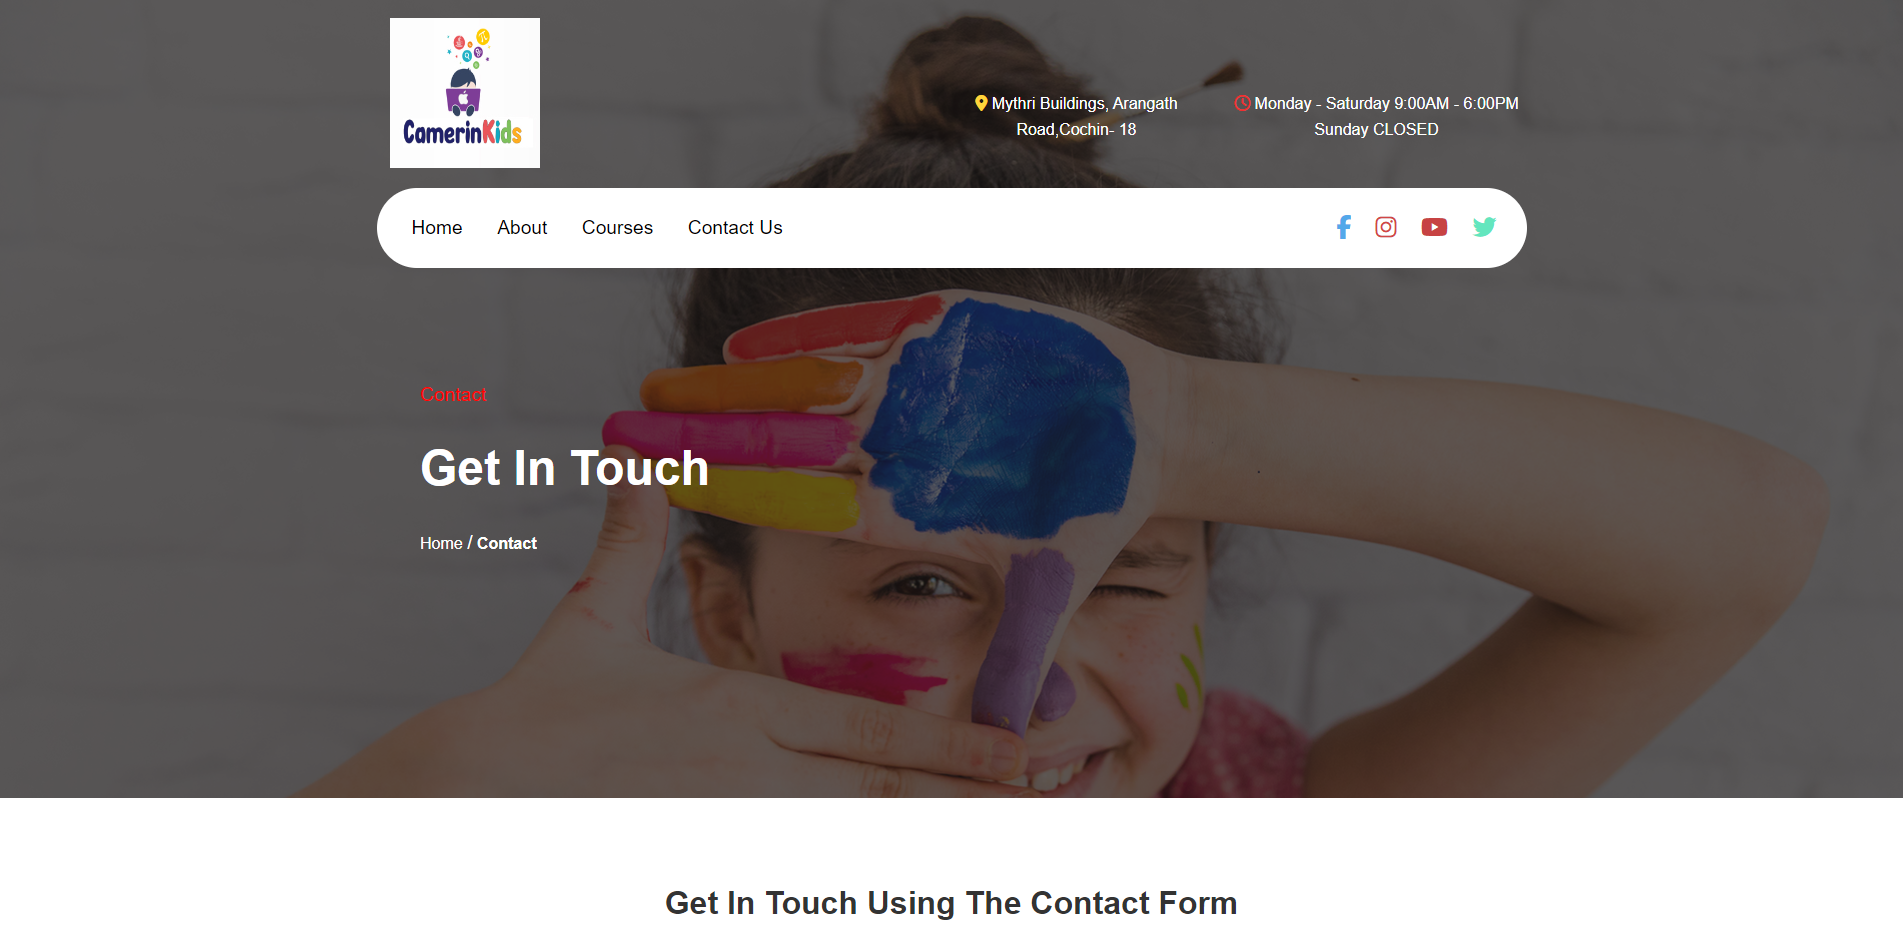 CamerinKids
Mythri Buildings, Arangath
Road,Cochin- 18
Monday - Saturday 9:00AM - 6:00PM
Sunday CLOSED
Home
About
Courses
Contact Us
Contact
Get In Touch
Home / Contact
Get In Touch Using The Contact Form